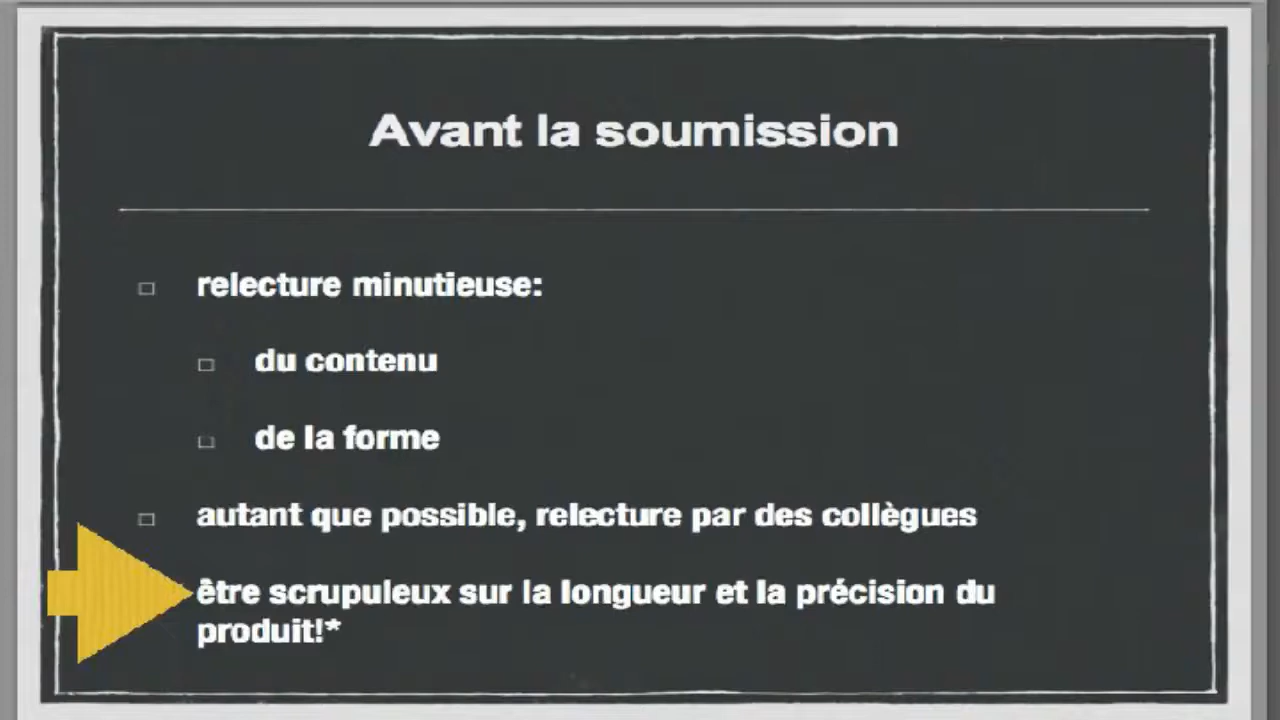 Avant la soumission
relecture minutieuse:
du contenu
de la forme
autant que possible, relecture par des collègues
être scrupuleux sur la longueur et la précision du
produit!*